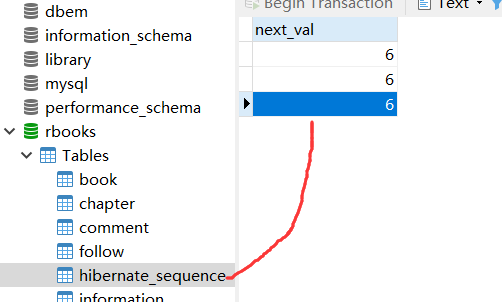 dbem
information_schema
library
mysql
performance_schema
rbooks
Tables
book
chapter
comment
follow
hibernate_sequence
information
Begin Transaction
Text
next_val
6
6
6